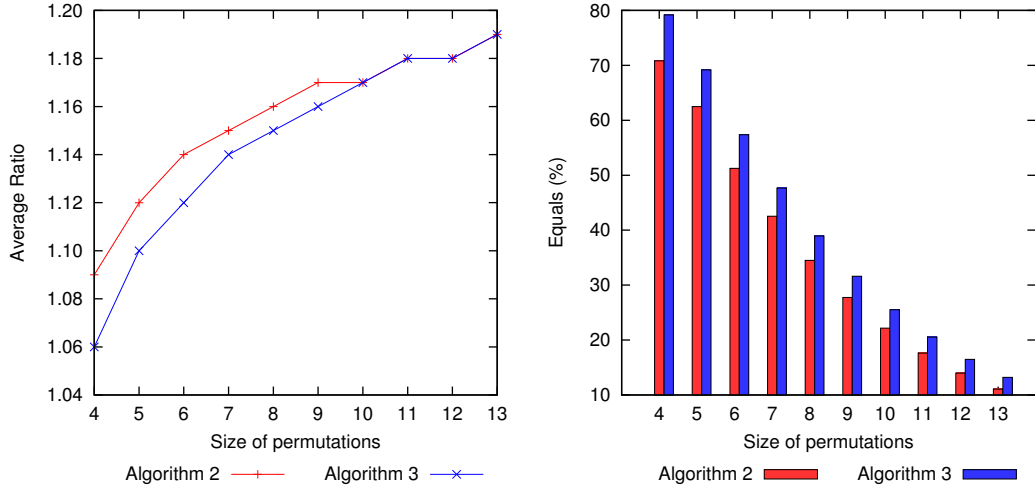 1.20
1.18
1.16
1.14
1.12
1.10
1.08
1.06
1.04
Average Ratio
4 5 6 7 8 9 10 11 12 13
Size of permutations
Algorithm 2 Algorithm 3
80
70
60
50
40
30
20
10
Equals (%)
4 5 6 7 8 9 10 11 12 13
Size of permutations
Algorithm 2 Algorithm 3